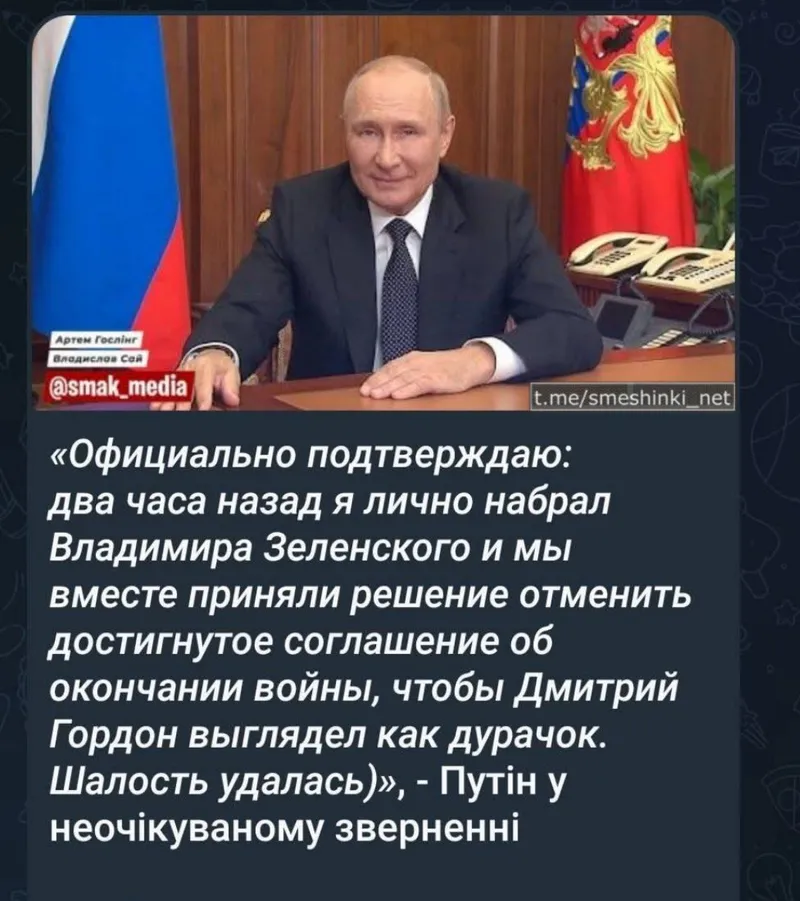 Артем Гослінг
Владислав Сай
@smak_media
t.me/smeshinki_net
«Официально подтверждаю:
два часа назад я лично набрал
Владимира Зеленского и мы
вместе приняли решение отменить
достигнутое соглашение об
окончании войны, чтобы Дмитрий
Гордон выглядел как дурачок.
Шалость удалась)», - Путін у
неочікуваному зверненні